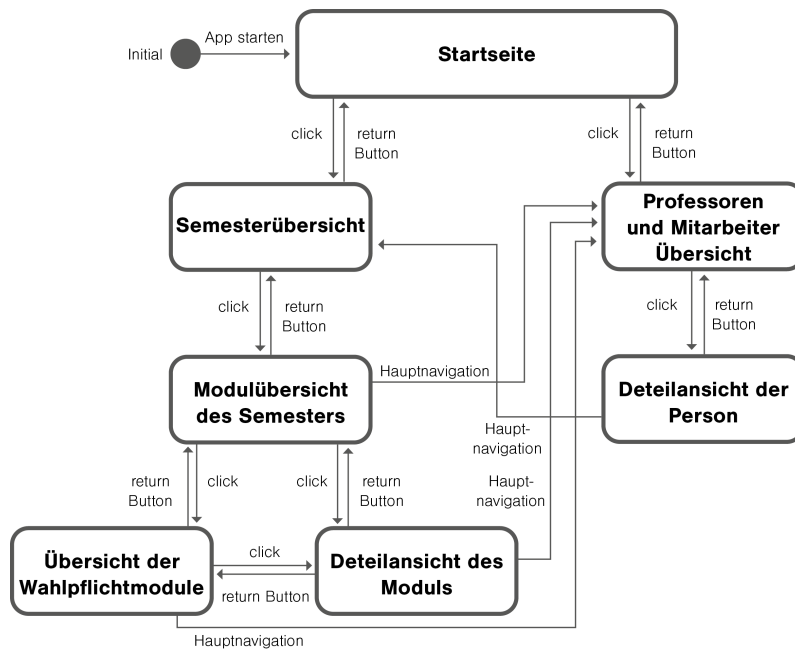 App starten
Initial
Startseite
click
return
Button
click
return
Button
Semesterübersicht
Professoren
und Mitarbeiter
Übersicht
click
return
Button
click
return
Button
Modulübersicht
des Semesters
Hauptnavigation
Deteilansicht der
Person
Haupt-
navigation
return
Button
click
click
return
Button
Haupt-
navigation
Übersicht der
Wahlpflichtmodule
click
return Button
Deteilansicht des
Moduls
Hauptnavigation